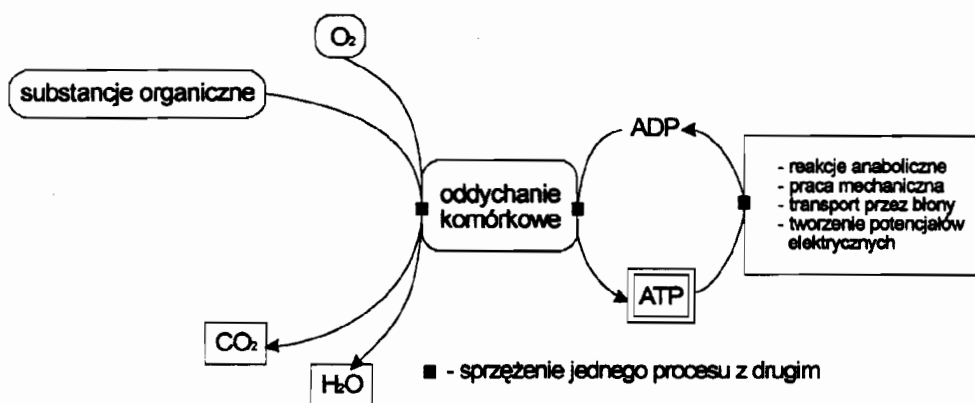 O₂
substancje organiczne
oddychanie
komórkowe
ADP
- reakcje anaboliczne
- praca mechaniczna
- transport przez błony
- tworzenie potencjałów
elektrycznych
ATP
CO₂
H₂O
■ - sprzężenie jednego procesu z drugim